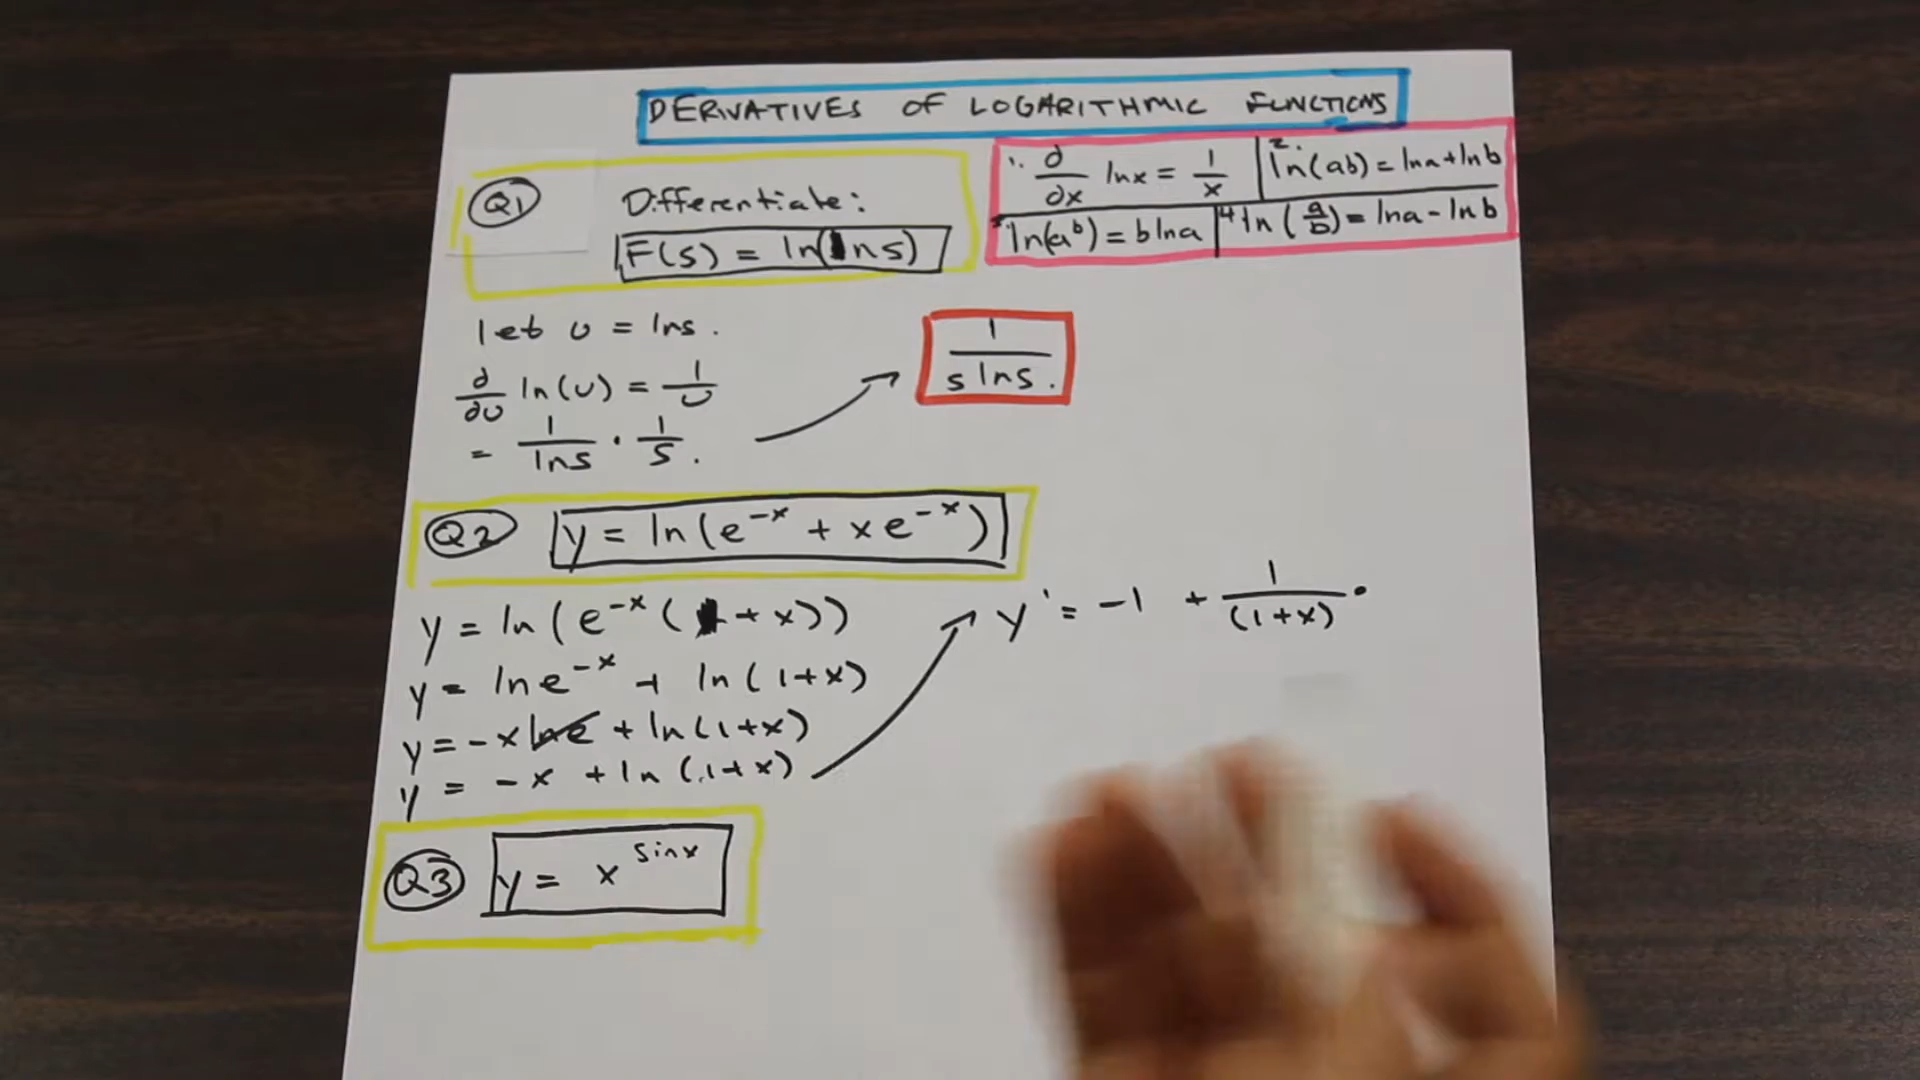 DERIVATIVES OF LOGARITHMIC FUNCTIONS
1. ∂/∂x lnx = 1/x
2. ln(ab) = lna + lnb
3. ln(a^b) = b lna
4. ln(a/b) = lna - lnb
Q1 Differentiate:
F(s) = ln(lns)
let u = lns.
∂/∂u ln(u) = 1/u
= 1/lns · 1/s.
1/(s lns.)
Q2 y = ln(e^-x + xe^-x)
y = ln(e^-x(1 + x))
y = lne^-x + ln(1+x)
y = -x lne + ln(1+x)
y = -x + ln(1+x)
y' = -1 + 1/(1+x) ·
Q3 y = x^sinx